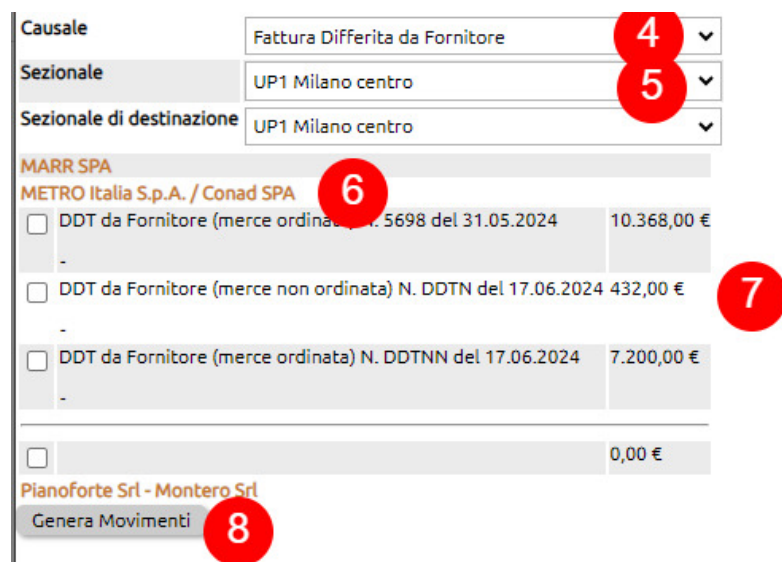 Causale Fattura Differita da Fornitore 4
Sezionale UP1 Milano centro 5
Sezionale di destinazione UP1 Milano centro
MARR SPA
METRO Italia S.p.A. / Conad SPA 6
DDT da Fornitore (merce N. 5698 del 31.05.2024 10.368,00 €
-
DDT da Fornitore (merce non ordinata) N. DDTN del 17.06.2024 432,00 € 7
-
DDT da Fornitore (merce ordinata) N. DDTNN del 17.06.2024 7.200,00 €
-
0,00 €
Pianoforte Srl - Montero Srl
Genera Movimenti 8